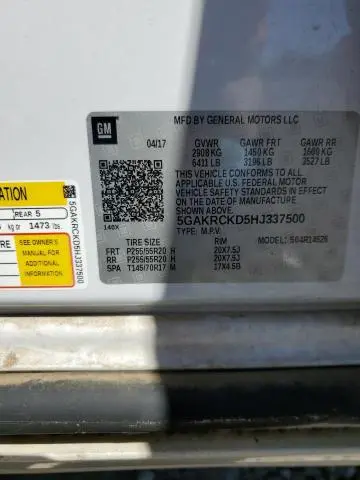 MFD BY GENERAL MOTORS LLC
GM
04/17 GVWR GAWR FRT GAWR RR
2908 KG 1450 KG 1600 KG
6411 LB 3196 LB 3527 LB
THIS VEHICLE CONFORMS TO ALL
APPLICABLE U.S. FEDERAL MOTOR
VEHICLE SAFETY STANDARDS IN
EFFECT ON THE DATE OF MANUFACTURE
SHOWN ABOVE.
5GAKRCKD5HJ337500
140X TYPE: M.P.V. MODEL:
TIRE SIZE RIM
FRT P255/55R20 H 20X7.5J
RR P255/55R20 H 20X7.5J
SPA T145/70R17 M 17X4.5B
ATION
REAR 5
kg or 1473 lbs.
RE SEE OWNER'S
MANUAL FOR
ADDITIONAL
INFORMATION
5GAKRCKD5HJ337500